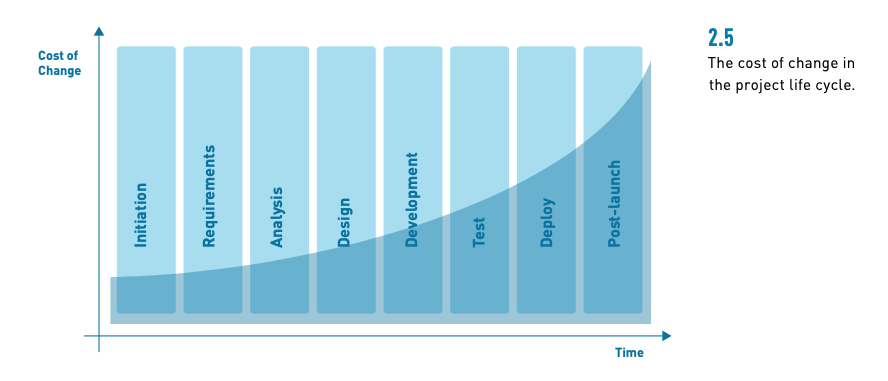 Cost of
Change
Initiation
Requirements
Analysis
Design
Development
Test
Deploy
Post-launch
Time
2.5
The cost of change in
the project life cycle.